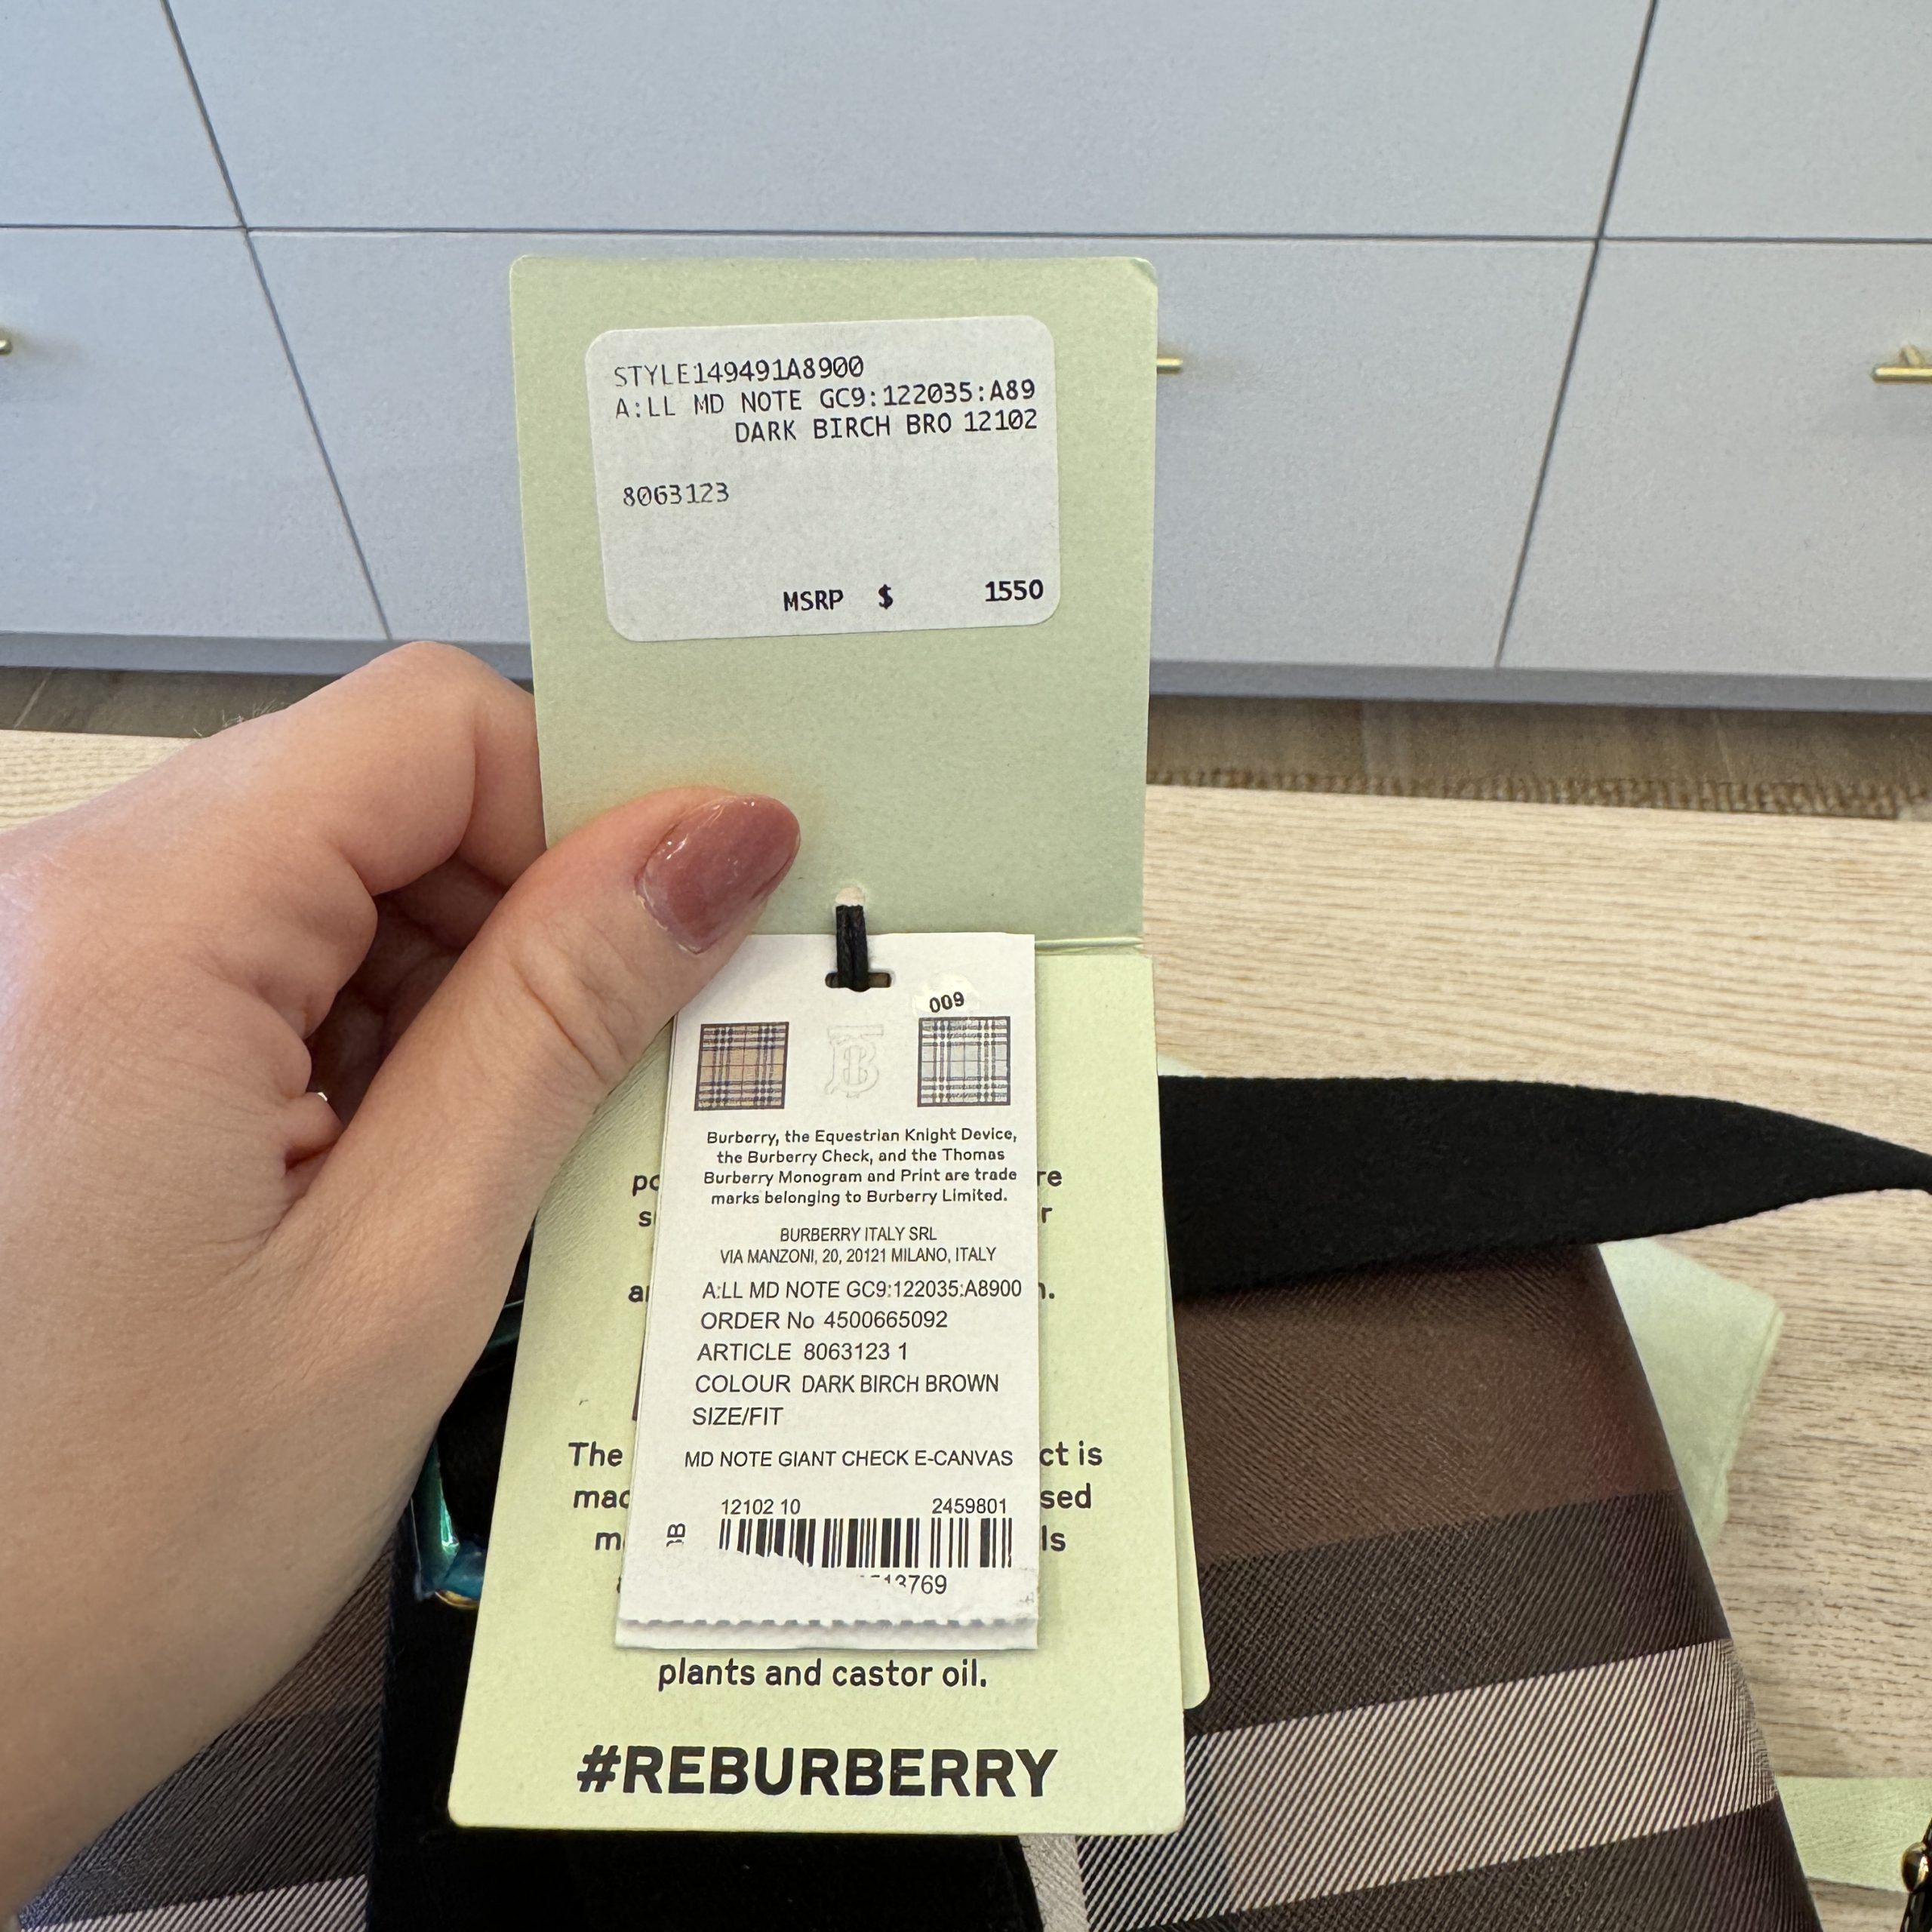 STYLE149491A8900
A:LL MD NOTE GC9:122035:A89
DARK BIRCH BRO 12102
8063123
MSRP $ 1550
009
Burberry, the Equestrian Knight Device,
the Burberry Check, and the Thomas
Burberry Monogram and Print are trade
marks belonging to Burberry Limited.
BURBERRY ITALY SRL
VIA MANZONI, 20, 20121 MILANO, ITALY
A:LL MD NOTE GC9:122035:A8900
ORDER No 4500665092
ARTICLE 8063123 1
COLOUR DARK BIRCH BROWN
SIZE/FIT
MD NOTE GIANT CHECK E-CANVAS
12102 10 2459801
13769
The
is
plants and castor oil.
#REBURBERRY